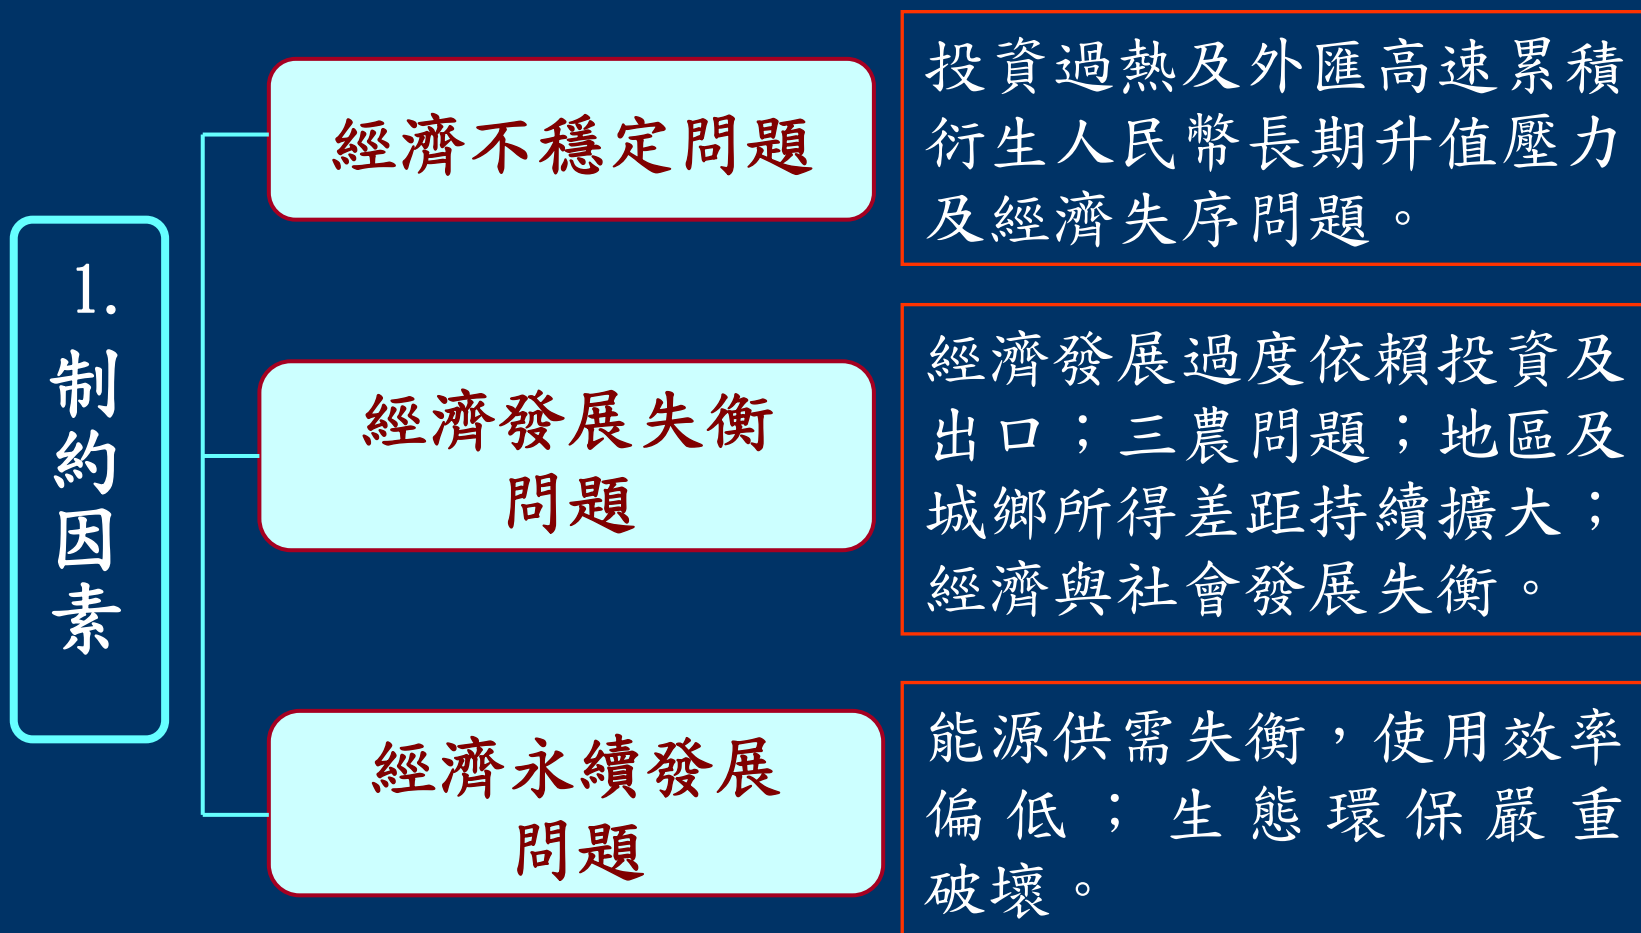 1.
制約因素
經濟不穩定問題
投資過熱及外匯高速累積
衍生人民幣長期升值壓力
及經濟失序問題。
經濟發展失衡
問題
經濟發展過度依賴投資及
出口；三農問題；地區及
城鄉所得差距持續擴大；
經濟與社會發展失衡。
經濟永續發展
問題
能源供需失衡，使用效率
偏低；生態環保嚴重
破壞。